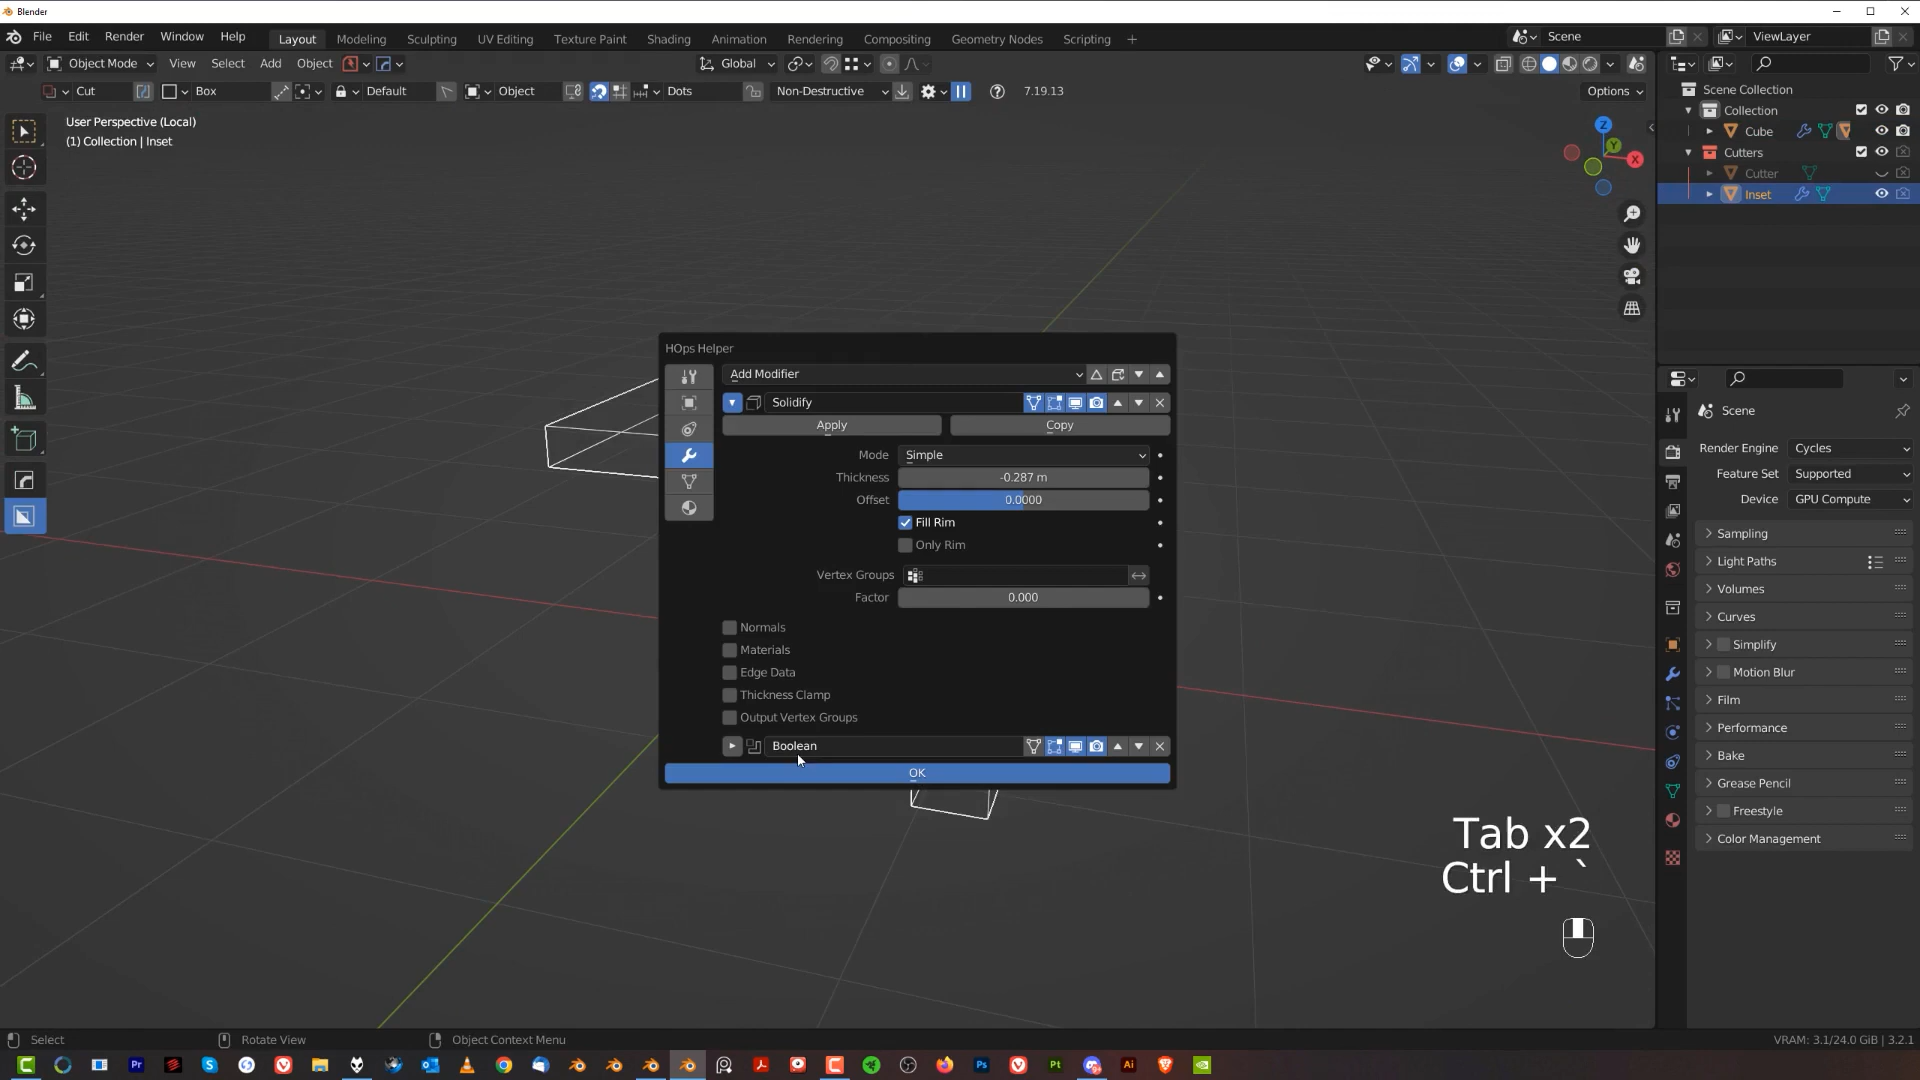 Blender
File Edit Render Window Help Layout Modeling Sculpting UV Editing Texture Paint Shading Animation Rendering Compositing Geometry Nodes Scripting + Scene ViewLayer
Object Mode View Select Add Object Global
Cut Box Default Object Dots Non-Destructive 7.19.13 Options
User Perspective (Local)
(1) Collection | Inset
Z
Y
X
Scene Collection
Collection
Cube
Cutters
Cutter
Inset
HOps Helper
Add Modifier
Solidify
Apply Copy
Mode Simple
Thickness -0.287 m
Offset 0.0000
Fill Rim
Only Rim
Vertex Groups
Factor 0.000
Normals
Materials
Edge Data
Thickness Clamp
Output Vertex Groups
Boolean
OK
Scene
Render Engine Cycles
Feature Set Supported
Device GPU Compute
Sampling
Light Paths
Volumes
Curves
Simplify
Motion Blur
Film
Performance
Bake
Grease Pencil
Freestyle
Color Management
Tab x2
Ctrl + `
Select Rotate View Object Context Menu VRAM: 3.1/24.0 GiB | 3.2.1
Pr S Ps Pt Ai